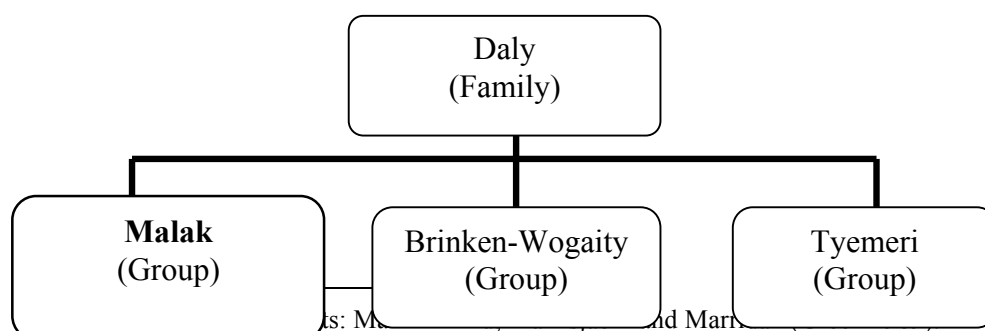 Daly
(Family)
Malak
(Group)
Brinken-Wogaity
(Group)
Tyemeri
(Group)